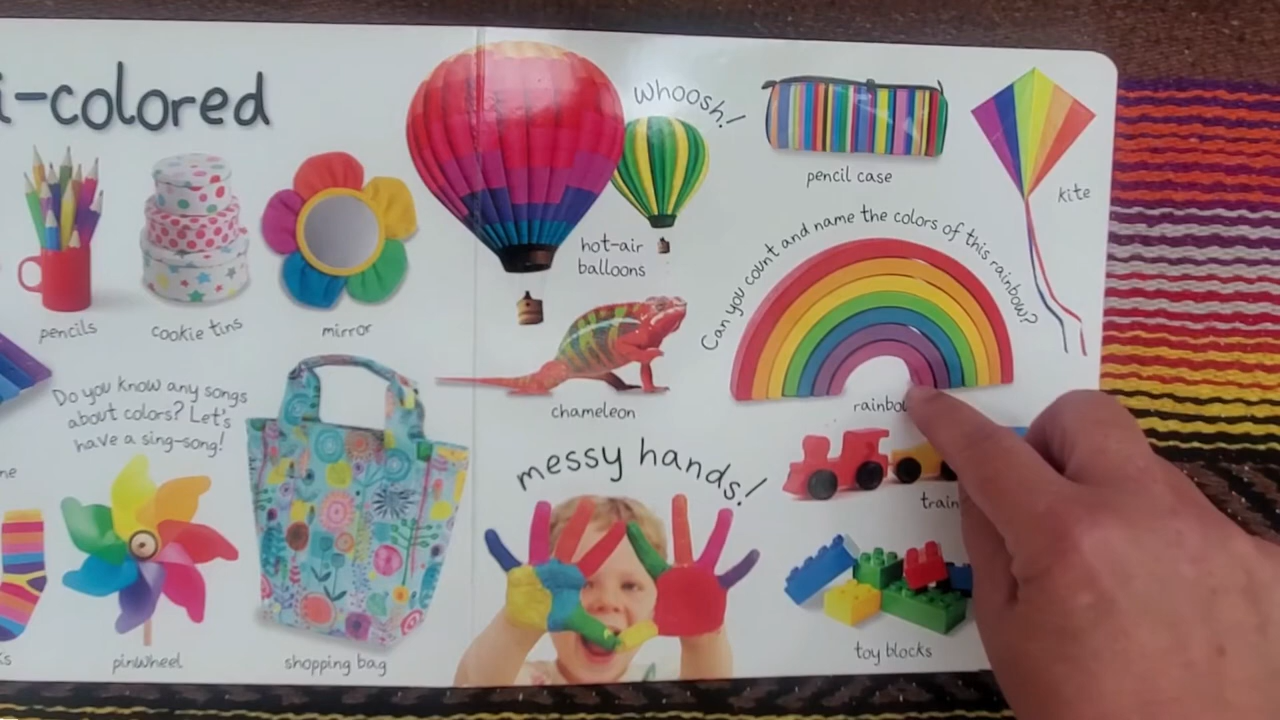 i-colored
pencils
cookie tins
mirror
Do you know any songs
about colors? Let's
have a sing-song!
pinwheel
shopping bag
whoosh!
hot-air
balloons
pencil case
kite
Can you count and name the colors of this rainbow?
chameleon
rainbo
messy hands!
train
toy blocks